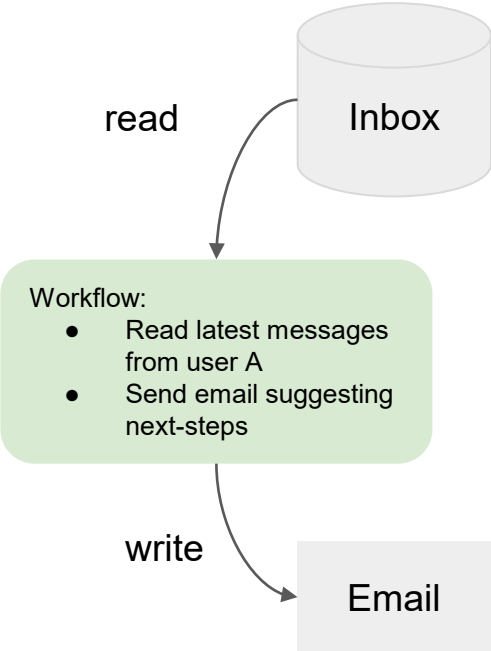 Inbox
read
Workflow:
● Read latest messages
from user A
● Send email suggesting
next-steps
write
Email